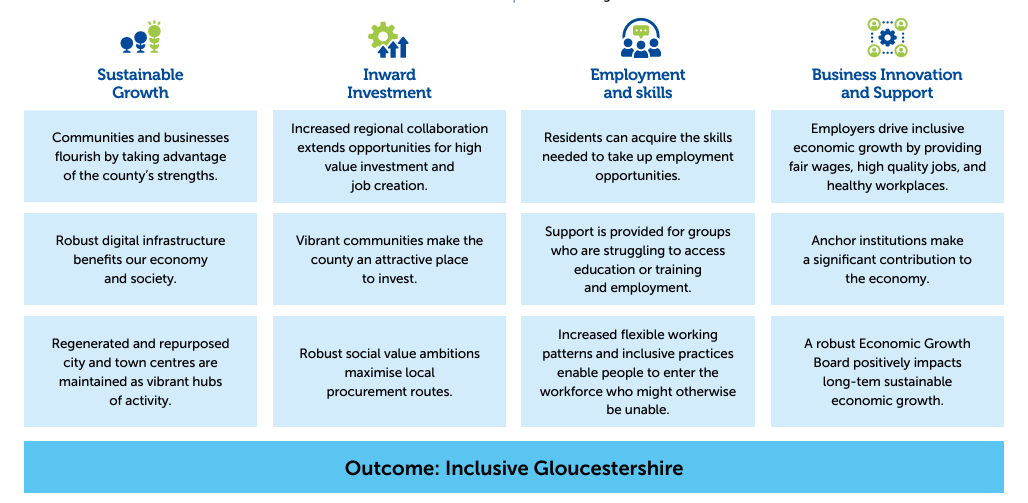 Sustainable
Growth
Inward
Investment
Employment
and skills
Business Innovation
and Support
Communities and businesses
flourish by taking advantage
of the county's strengths.
Increased regional collaboration
extends opportunities for high
value investment and
job creation.
Residents can acquire the skills
needed to take up employment
opportunities.
Employers drive inclusive
economic growth by providing
fair wages, high quality jobs, and
healthy workplaces.
Robust digital infrastructure
benefits our economy
and society.
Vibrant communities make the
county an attractive place
to invest.
Support is provided for groups
who are struggling to access
education or training
and employment.
Anchor institutions make
a significant contribution to
the economy.
Regenerated and repurposed
city and town centres are
maintained as vibrant hubs
of activity.
Robust social value ambitions
maximise local
procurement routes.
Increased flexible working
patterns and inclusive practices
enable people to enter the
workforce who might otherwise
be unable.
A robust Economic Growth
Board positively impacts
long-tem sustainable
economic growth.
Outcome: Inclusive Gloucestershire